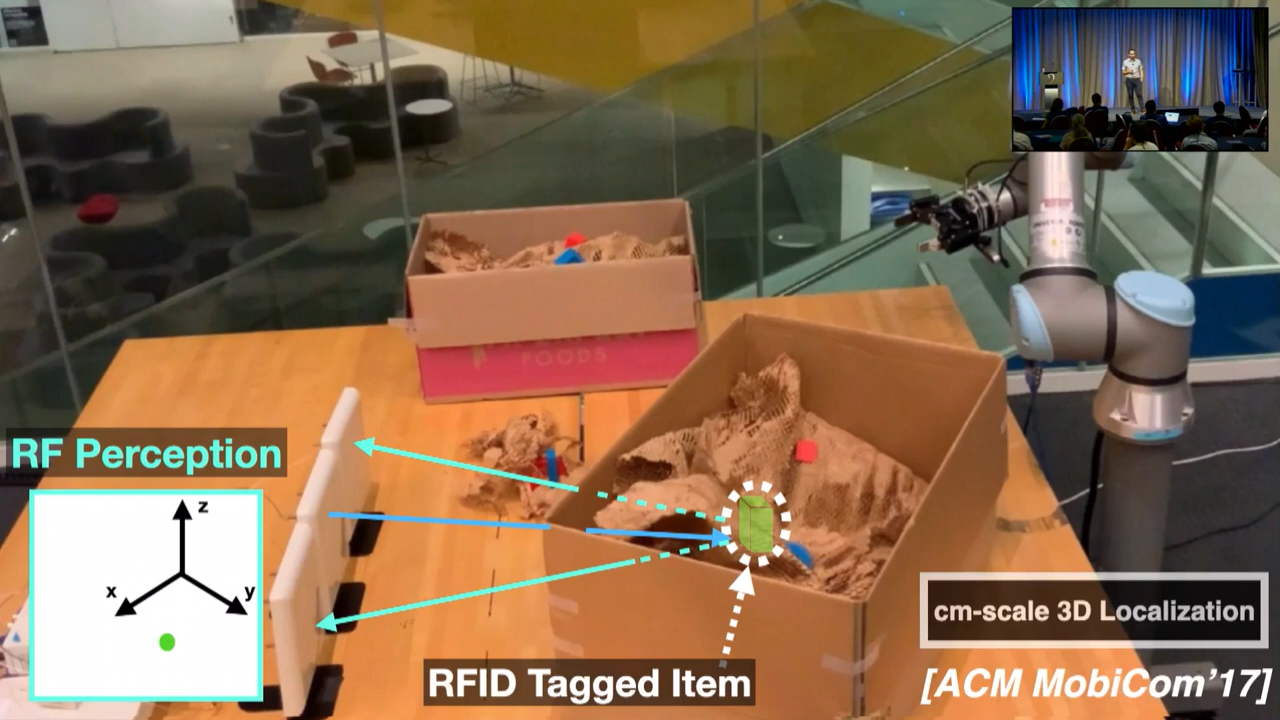 FOODS
RF Perception
z
x
y
cm-scale 3D Localization
RFID Tagged Item
[ACM MobiCom'17]